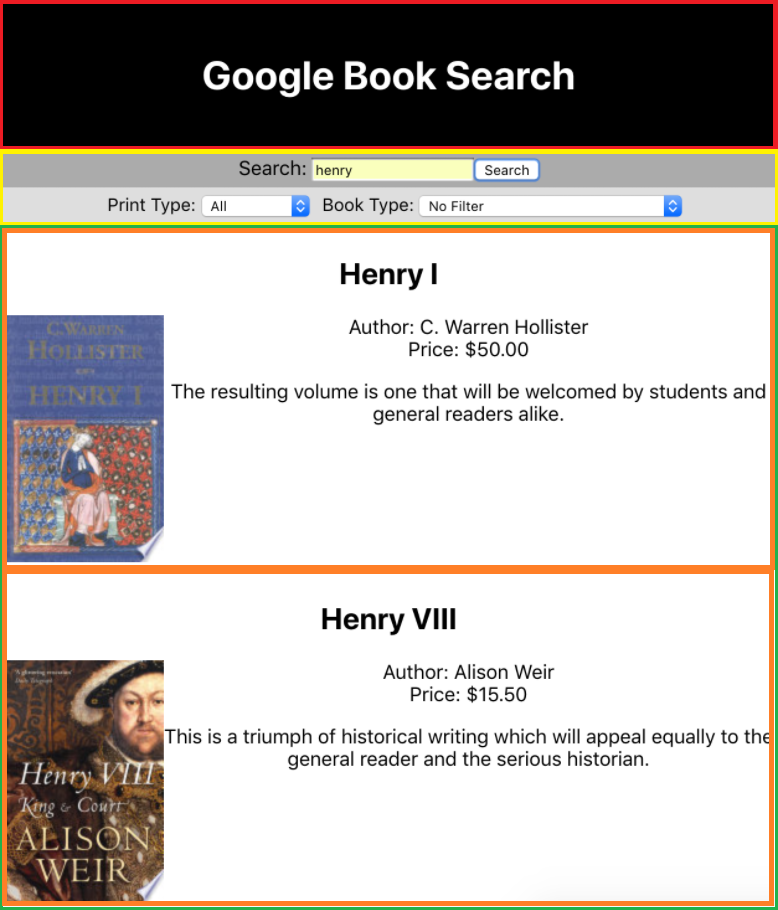 Google Book Search
Search: henry Search
Print Type: All Book Type: No Filter
Henry I
C. WARREN
HOLLISTER
HENRY I
Author: C. Warren Hollister
Price: $50.00
The resulting volume is one that will be welcomed by students and
general readers alike.
Henry VIII
'A glowing
Daily Telegraph
Henry VIII
King & Court
ALISON
WEIR
Author: Alison Weir
Price: $15.50
This is a triumph of historical writing which will appeal equally to the
general reader and the serious historian.